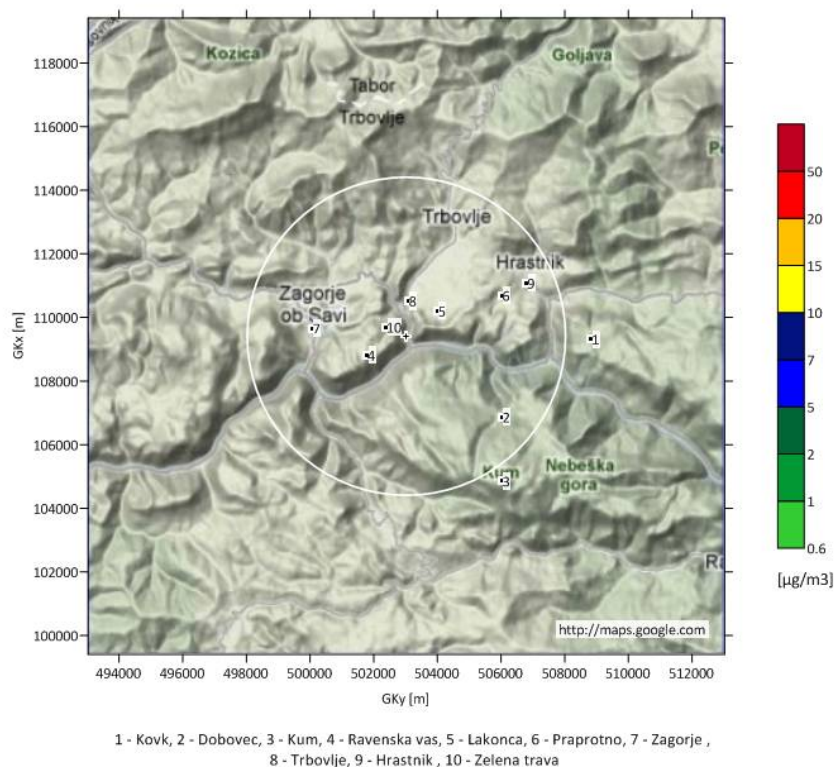 118000
116000
114000
112000
110000
108000
106000
104000
102000
100000
GKx [m]
Kozica
Goljava
Tabor
Trbovlje
Trbovlje
Hrastnik
Zagorje
ob Savi
9
6
8
5
10
7
4
1
2
Kum
Nebeška
gora
3
http://maps.google.com
494000 496000 498000 500000 502000 504000 506000 508000 510000 512000
GKy [m]
50
20
15
10
7
5
2
1
0.6
[µg/m3]
1 - Kovk, 2 - Dobovec, 3 - Kum, 4 - Ravenska vas, 5 - Lakonca, 6 - Praprotno, 7 - Zagorje ,
8 - Trbovlje, 9 - Hrastnik , 10 - Zelena trava